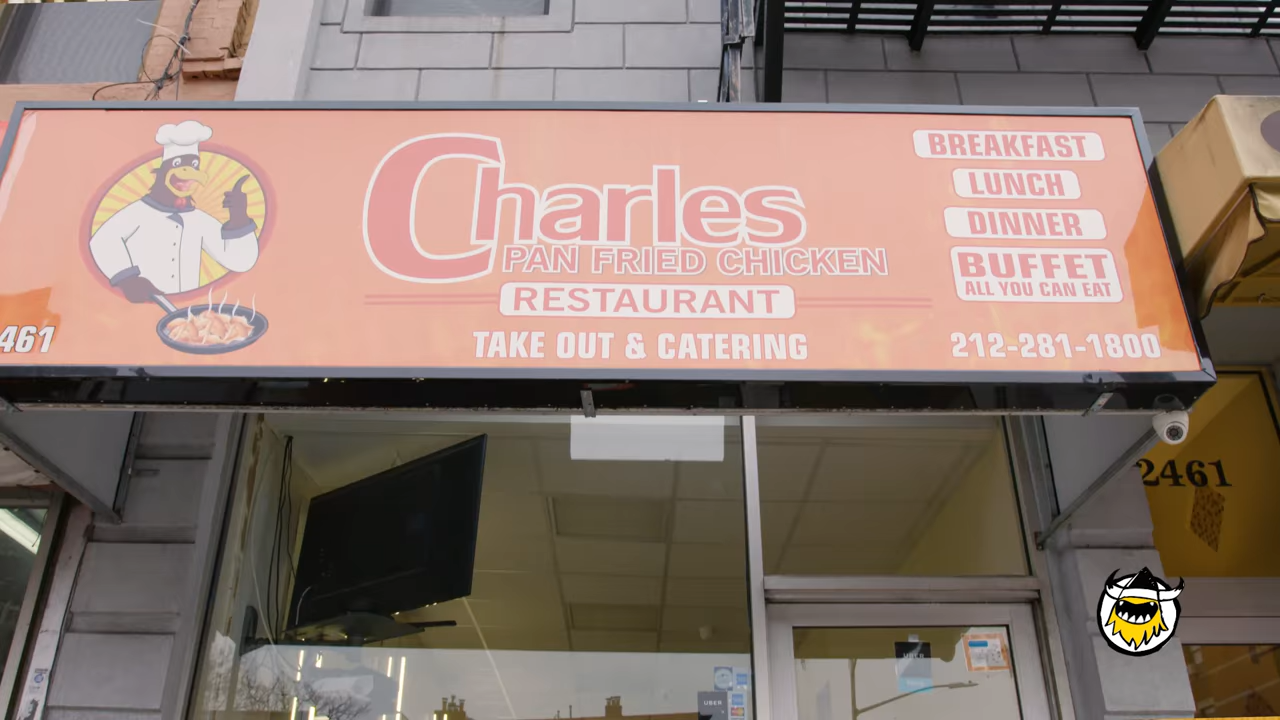 Charles
PAN FRIED CHICKEN
RESTAURANT
TAKE OUT & CATERING
BREAKFAST
LUNCH
DINNER
BUFFET
ALL YOU CAN EAT
212-281-1800
461
2461
UBER
UBER